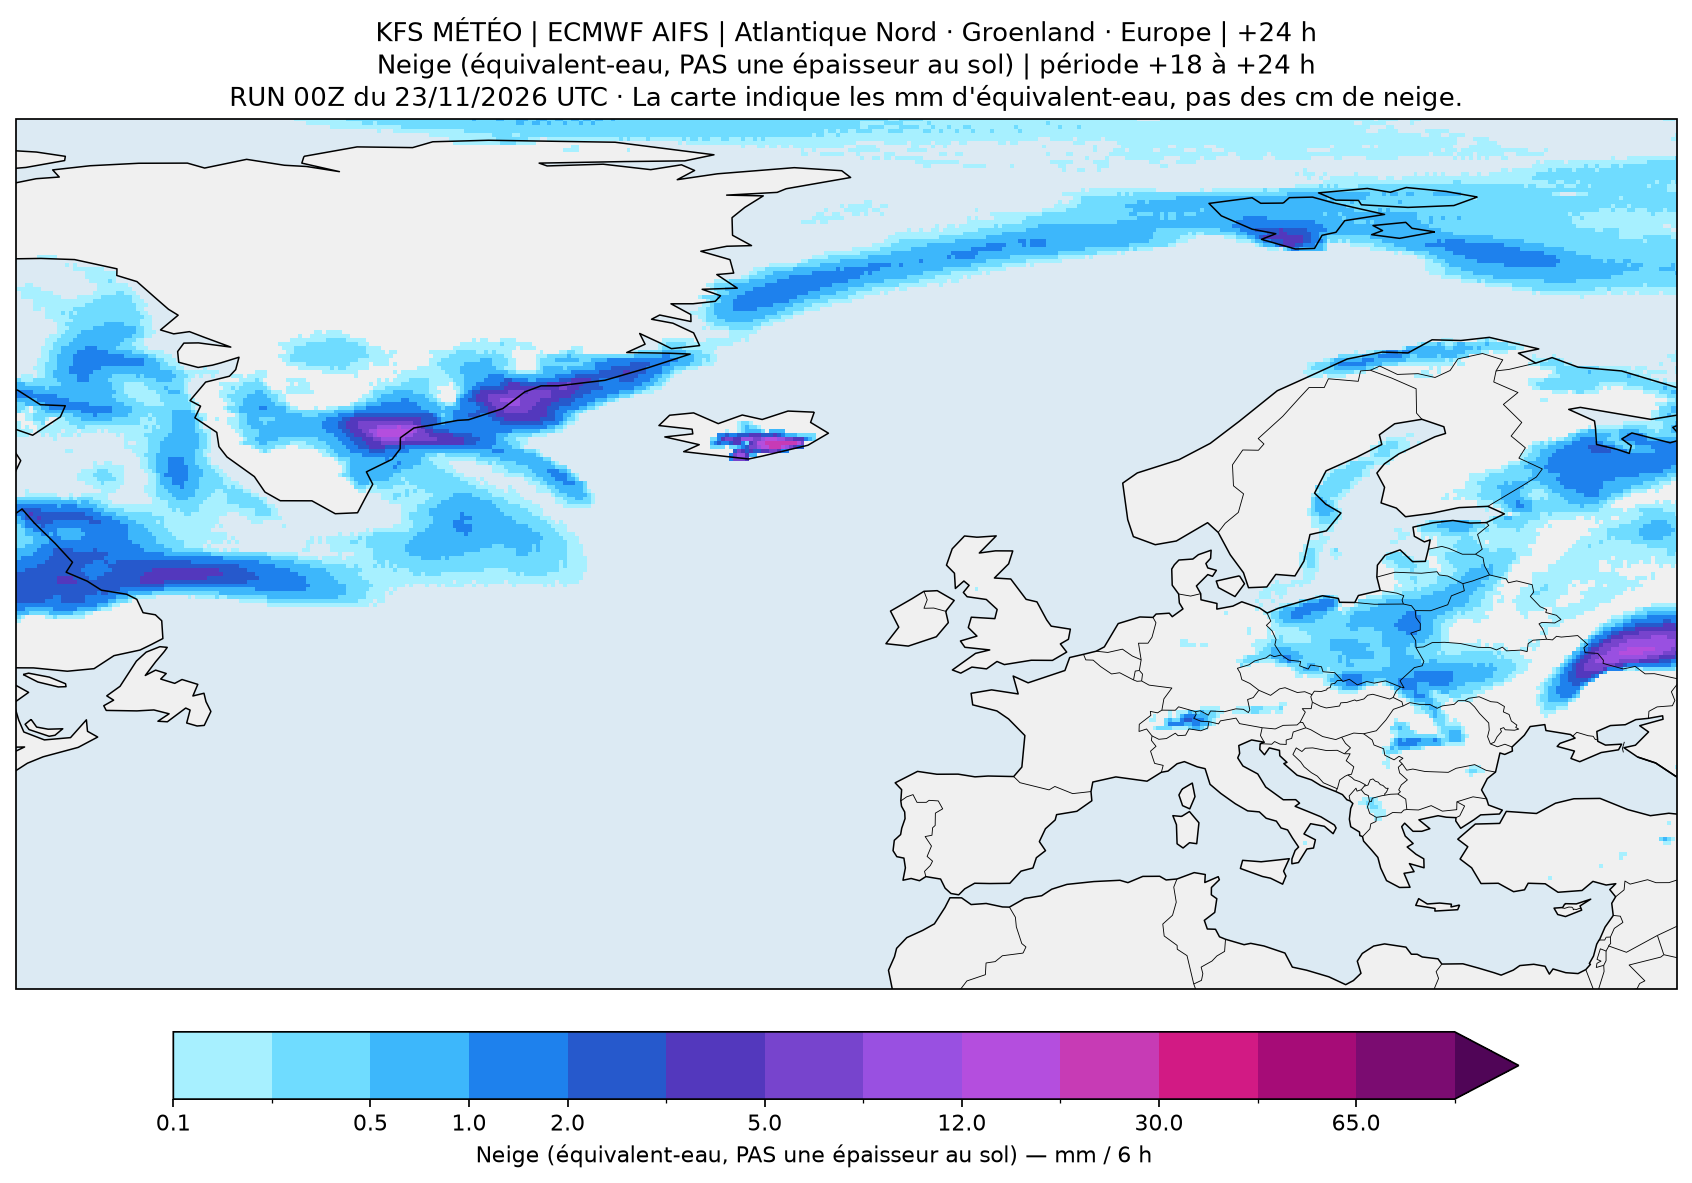 KFS MÉTÉO | ECMWF AIFS | Atlantique Nord · Groenland · Europe | +24 h
Neige (équivalent-eau, PAS une épaisseur au sol) | période +18 à +24 h
RUN 00Z du 23/11/2026 UTC · La carte indique les mm d'équivalent-eau, pas des cm de neige.
0.1 0.5 1.0 2.0 5.0 12.0 30.0 65.0
Neige (équivalent-eau, PAS une épaisseur au sol) — mm / 6 h